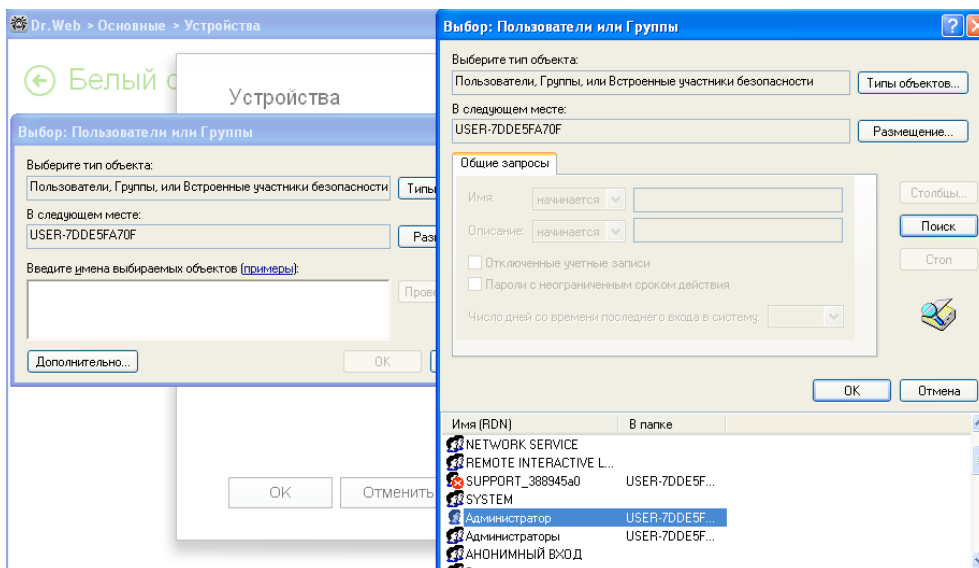 Dr.Web > Основные > Устройства
Белый с
Устройства
Выбор: Пользователи или Группы
Выберите тип объекта:
Пользователи, Группы, или Встроенные участники безопасности
Типы
В следующем месте:
USER-7DDE5FA70F
Разм
Введите имена выбираемых объектов (примеры):
Прове
Дополнительно...
OK
OK
Отменить
Выбор: Пользователи или Группы
Выберите тип объекта:
Пользователи, Группы, или Встроенные участники безопасности
Типы объектов...
В следующем месте:
USER-7DDE5FA70F
Размещение...
Общие запросы
Имя:
начинается
Столбцы...
Описание:
начинается
Поиск
Отключенные учетные записи
Стоп
Пароли с неограниченным сроком действия
Число дней со времени последнего входа в систему:
OK
Отмена
Имя (RDN) В папке
NETWORK SERVICE
REMOTE INTERACTIVE L...
SUPPORT_388945a0 USER-7DDE5F...
SYSTEM
Администратор USER-7DDE5F...
Администраторы USER-7DDE5F...
АНОНИМНЫЙ ВХОД